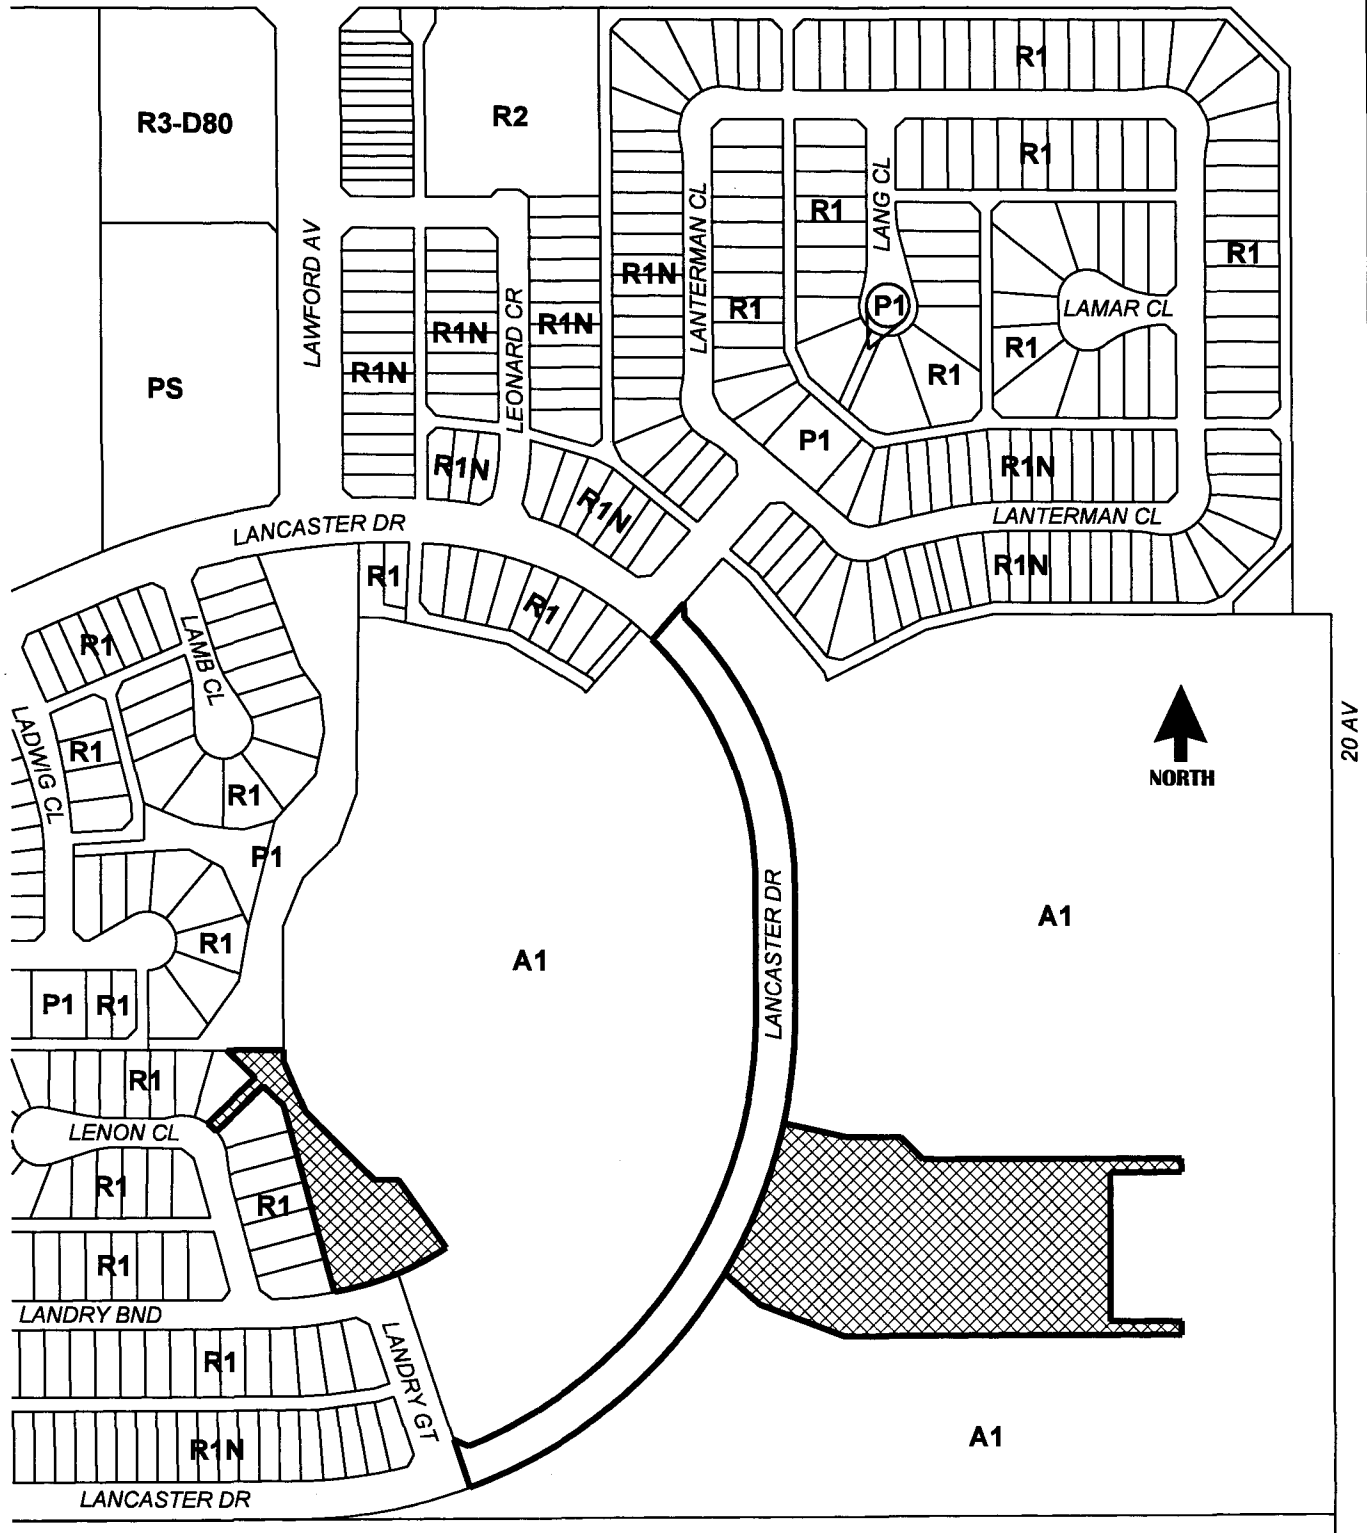 R1
R3-D80
R2
R1
LANG CL
R1
LAWFORD AV
R1N
LANTERMAN CL
R1
R1
P1
LAMAR CL
R1N
R1N
LEONARD CR
R1
R1N
R1
PS
P1
R1N
R1N
R1N
LANTERMAN CL
LANCASTER DR
R1N
R1
R1
R1
LAMB CL
LADWIG CL
R1
20 AV
NORTH
R1
P1
A1
LANCASTER DR
R1
A1
P1
R1
R1
LENON CL
R1
R1
R1
LANDRY BND
LANDRY GT
R1
A1
R1N
LANCASTER DR